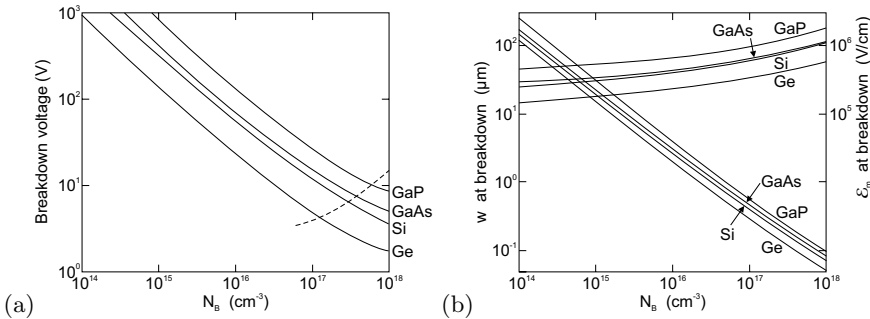 Breakdown voltage (V)
10³
10²
10¹
10⁰
10¹⁴
10¹⁵
10¹⁶
10¹⁷
10¹⁸
N_B (cm⁻³)
GaP
GaAs
Si
Ge
(a)
w at breakdown (μm)
10²
10¹
10⁰
10⁻¹
10¹⁴
10¹⁵
10¹⁶
10¹⁷
10¹⁸
N_B (cm⁻³)
GaAs
GaP
Si
Ge
GaAs
GaP
Si
Ge
10⁶
10⁵
ℰ_m at breakdown (V/cm)
(b)